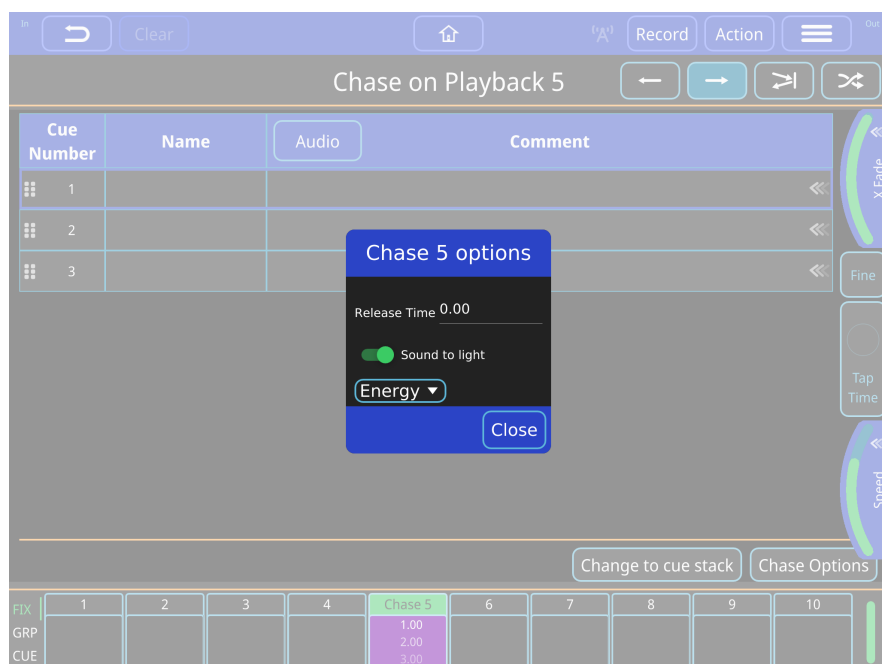 In
Clear
Record
Action
Out
Chase on Playback 5
Cue Number
Name
Audio
Comment
1
2
3
X Fade
Fine
Tap
Time
Speed
Chase 5 options
Release Time 0.00
Sound to light
Energy
Close
Change to cue stack
Chase Options
FIX
1
2
3
4
Chase 5
6
7
8
9
10
GRP
1.00
2.00
CUE
3.00